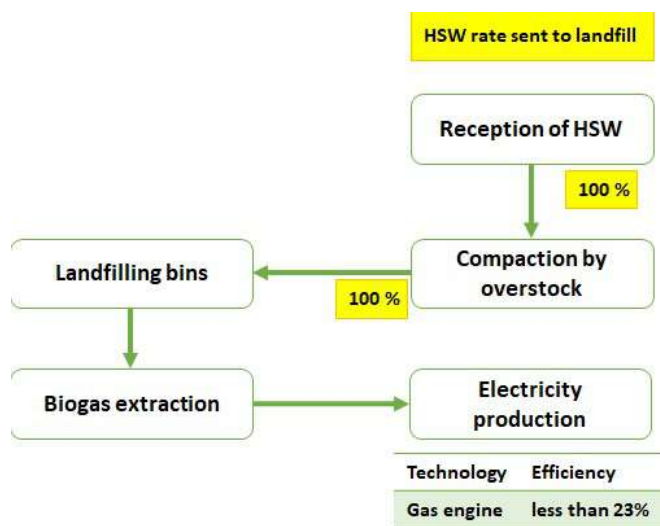 HSW rate sent to landfill
Reception of HSW
100 %
Compaction by
overstock
100 %
Landfilling bins
Biogas extraction
Electricity
production
Technology Efficiency
Gas engine less than 23%